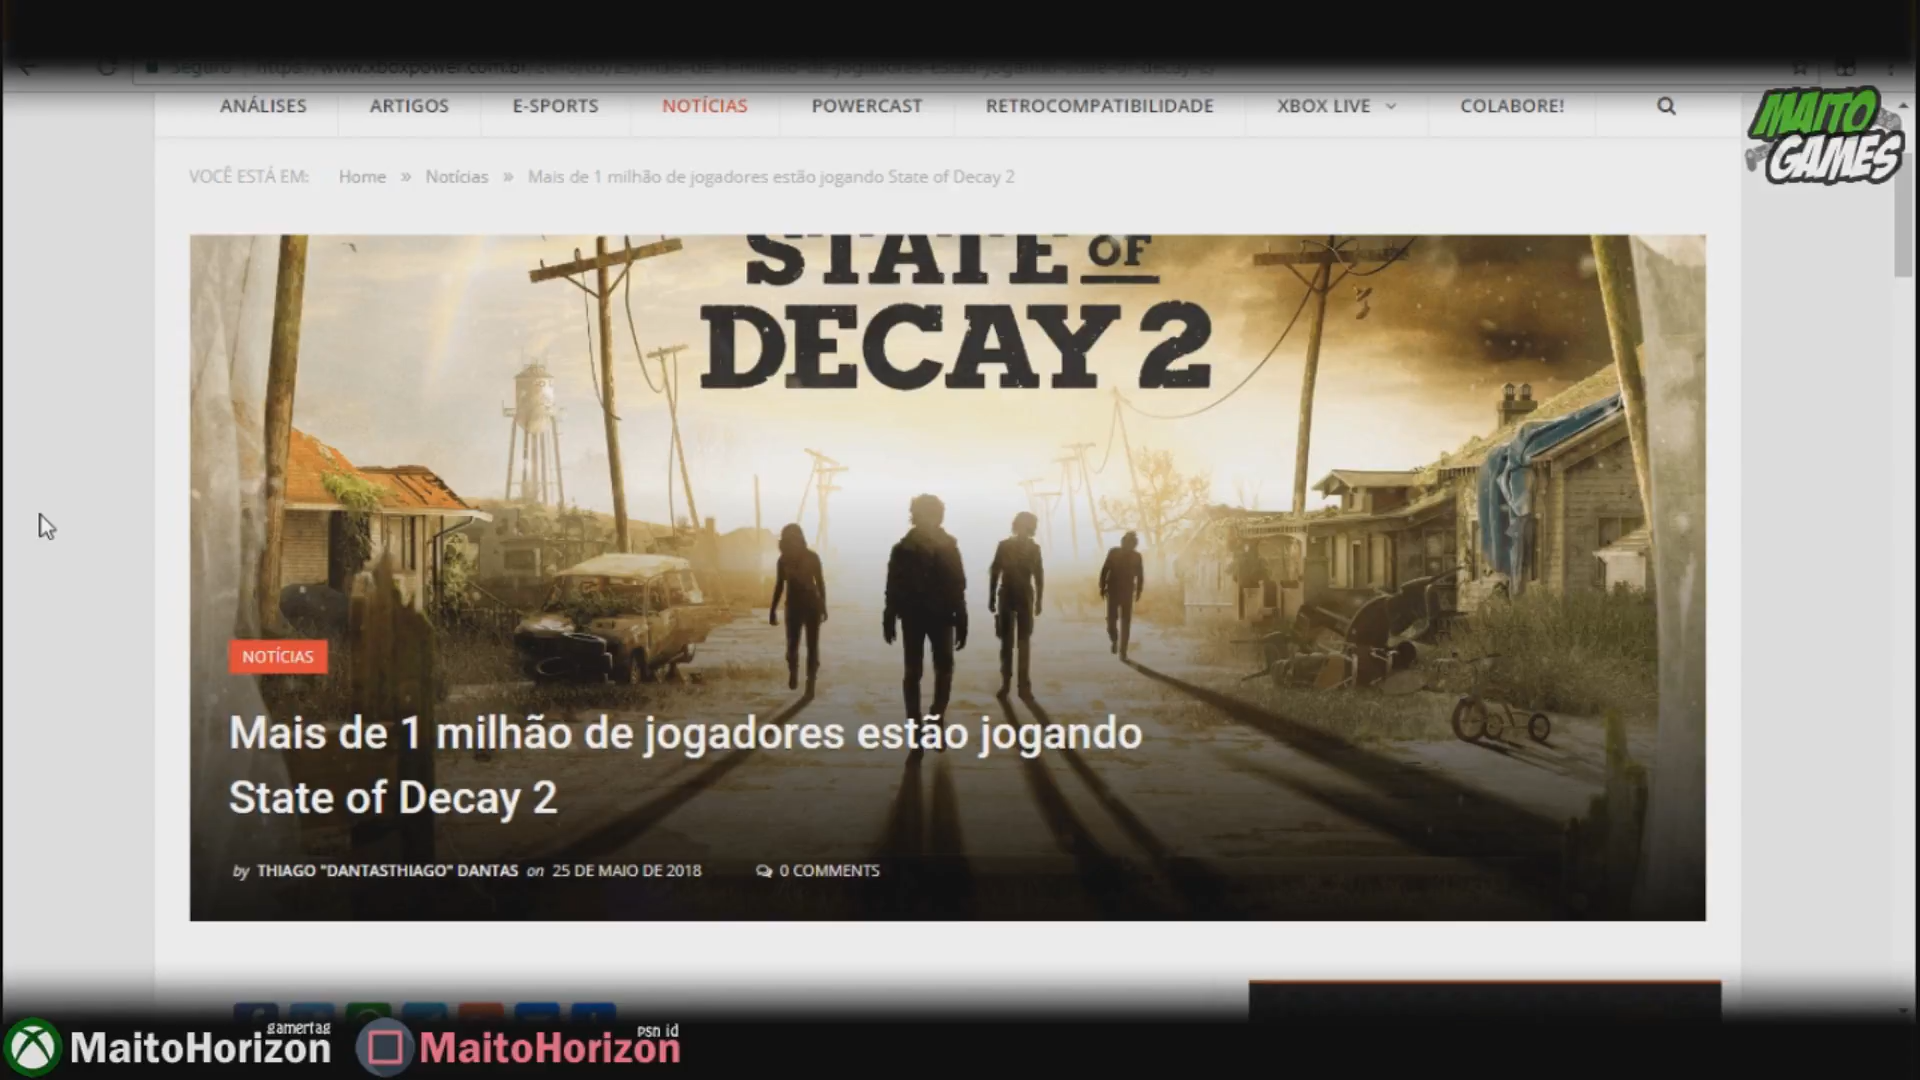 ANÁLISES ARTIGOS E-SPORTS NOTÍCIAS POWERCAST RETROCOMPATIBILIDADE XBOX LIVE COLABORE!
MAITO
GAMES
VOCÊ ESTÁ EM: Home » Notícias » Mais de 1 milhão de jogadores estão jogando State of Decay 2
STATE OF
DECAY 2
NOTÍCIAS
Mais de 1 milhão de jogadores estão jogando
State of Decay 2
by THIAGO "DANTASTHIAGO" DANTAS on 25 DE MAIO DE 2018 0 COMMENTS
gamertag
MaitoHorizon
psn id
MaitoHorizon